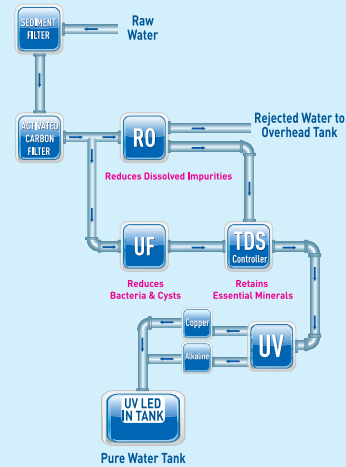 SEDIMENT
FILTER
Raw
Water
ACTIVATED
CARBON
FILTER
RO
Rejected Water to
Overhead Tank
Reduces Dissolved Impurities
UF
TDS
Controller
Reduces
Bacteria & Cysts
Retains
Essential Minerals
Copper
Alkaline
UV
UV LED
IN TANK
Pure Water Tank